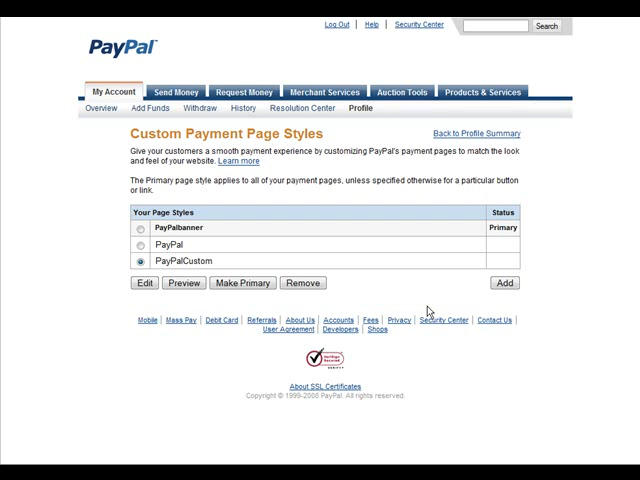 Log Out | Help | Security Center Search
PayPal
My Account Send Money Request Money Merchant Services Auction Tools Products & Services
Overview Add Funds Withdraw History Resolution Center Profile
Custom Payment Page Styles Back to Profile Summary
Give your customers a smooth payment experience by customizing PayPal's payment pages to match the look
and feel of your website. Learn more
The Primary page style applies to all of your payment pages, unless specified otherwise for a particular button
or link.
Your Page Styles Status
PayPalbanner Primary
PayPal
PayPalCustom
Edit Preview Make Primary Remove Add
Mobile | Mass Pay | Debit Card | Referrals | About Us | Accounts | Fees | Privacy | Security Center | Contact Us |
User Agreement | Developers | Shops
VeriSign
Secured
VERIFY
About SSL Certificates
Copyright © 1999-2008 PayPal. All rights reserved.